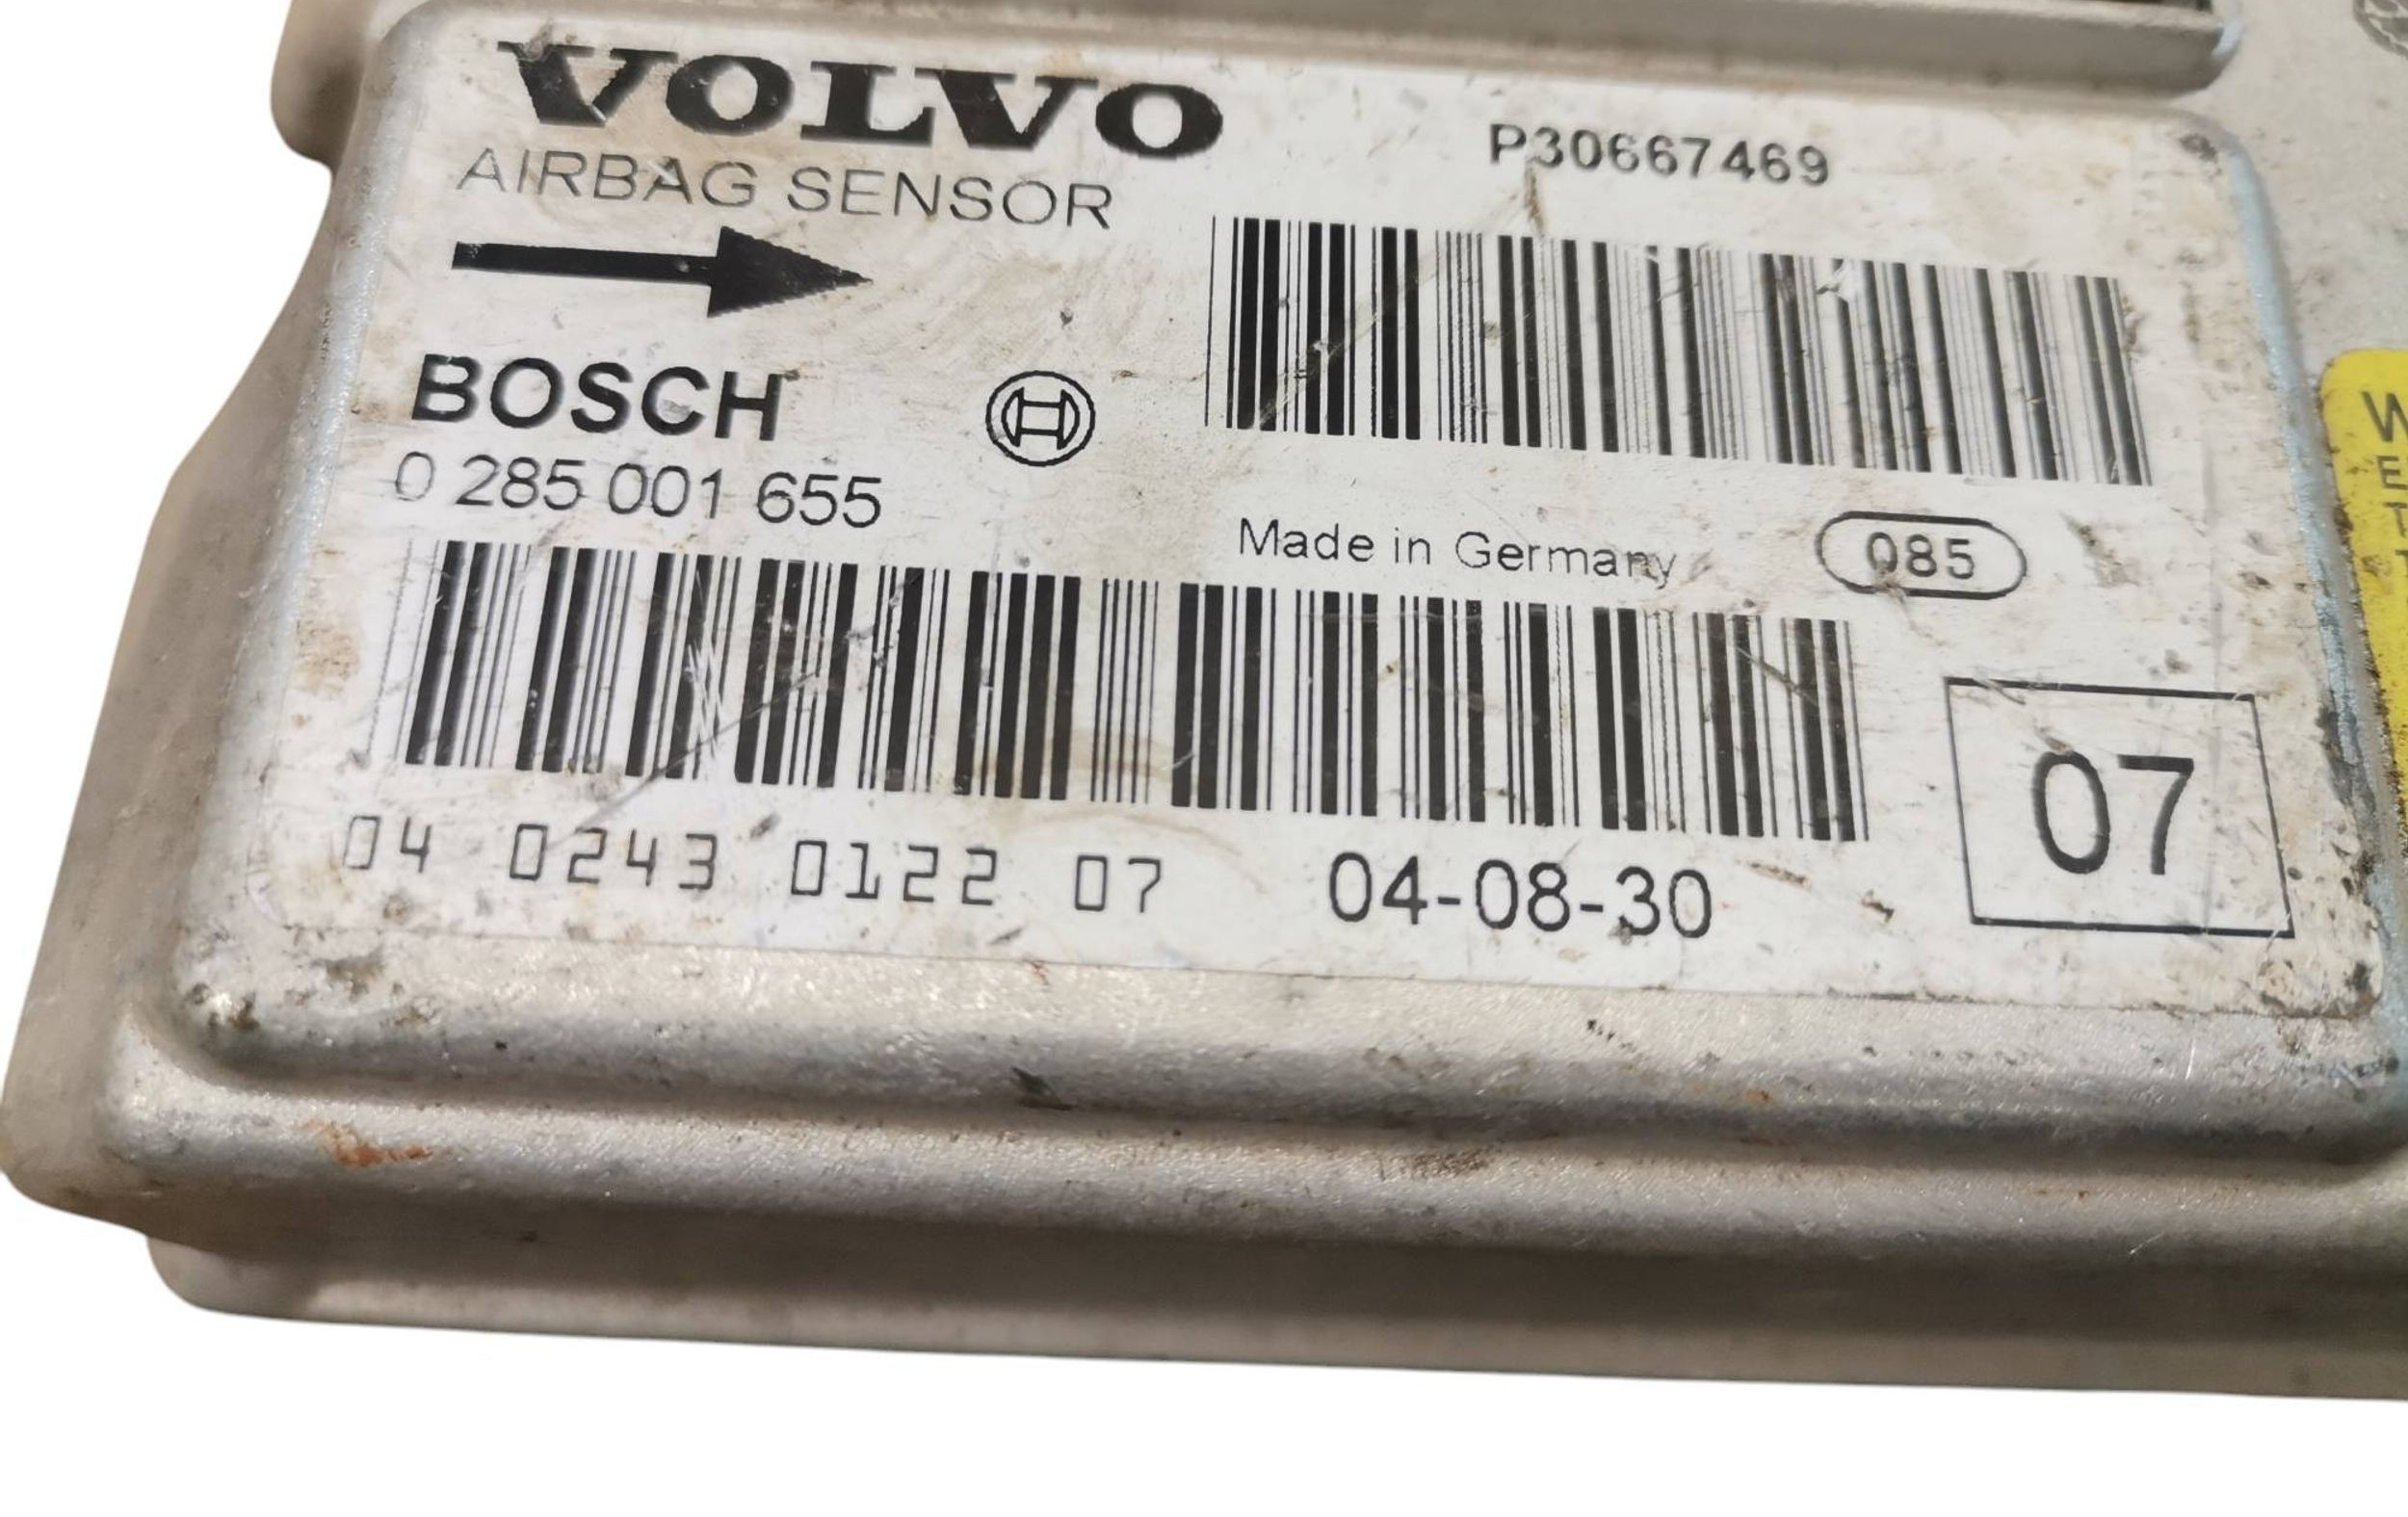 VOLVO
P30667469
AIRBAG SENSOR
BOSCH
0 285 001 655
Made in Germany
085
04 0243 0122 07
04-08-30
07
W
E
T